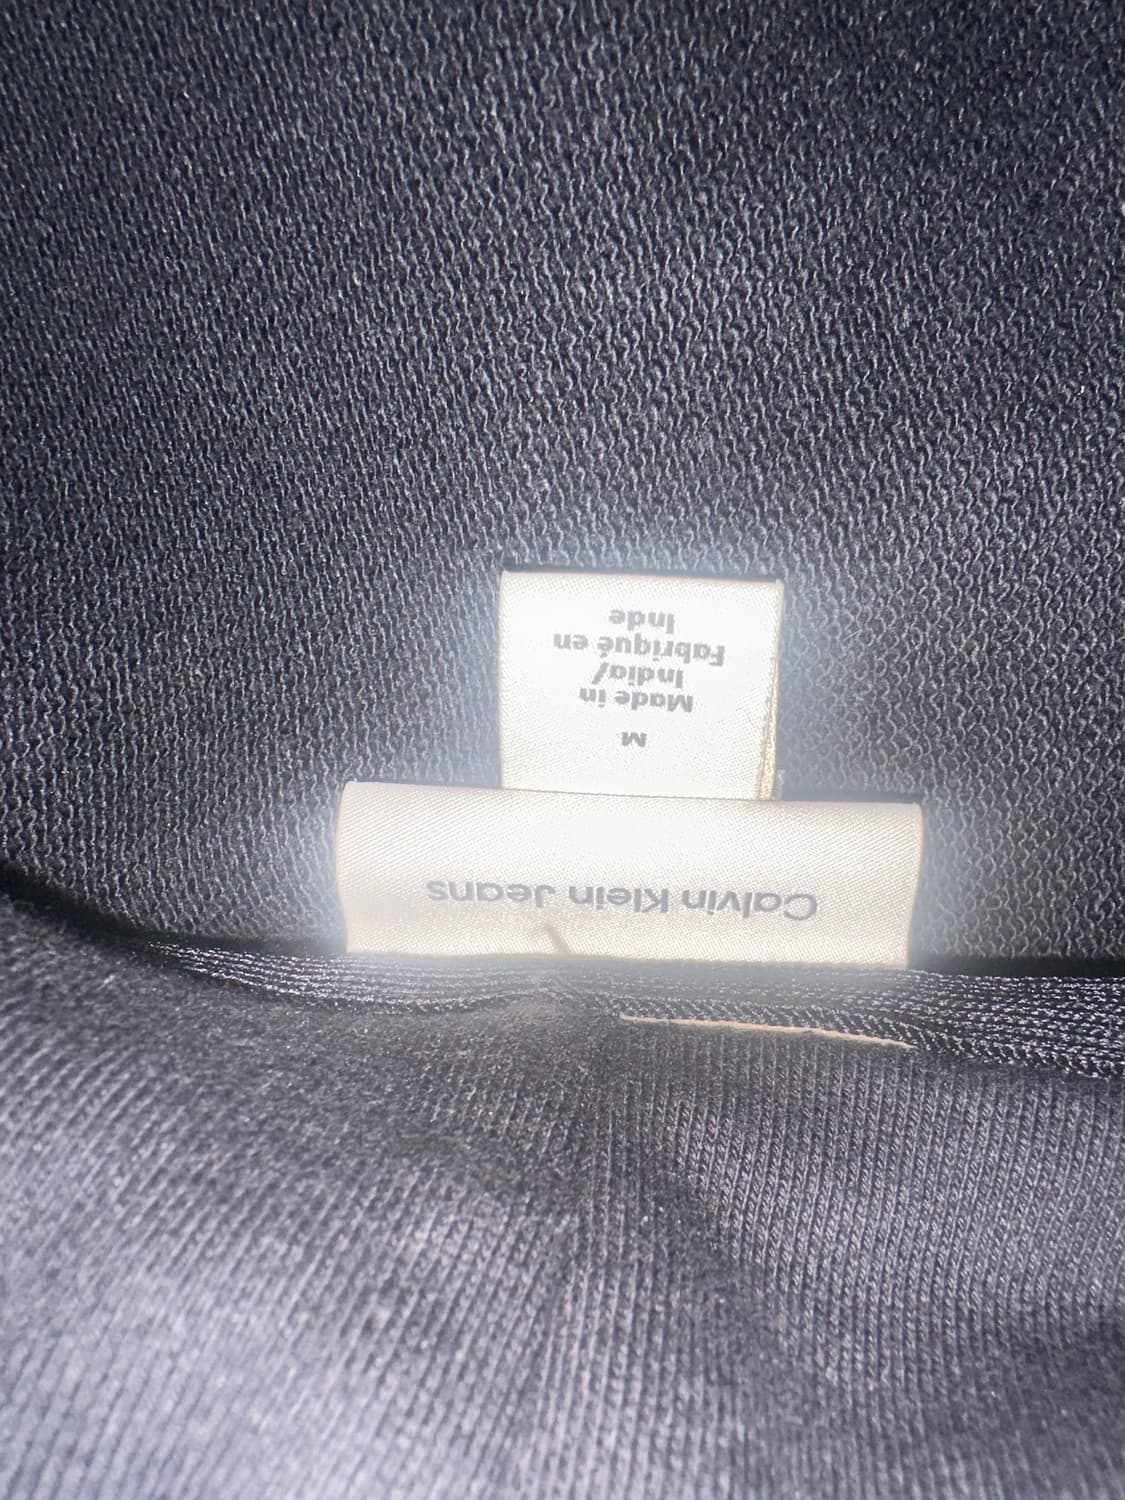 Calvin Klein Jeans
M
Made in
India/
Fabriqué en
Inde